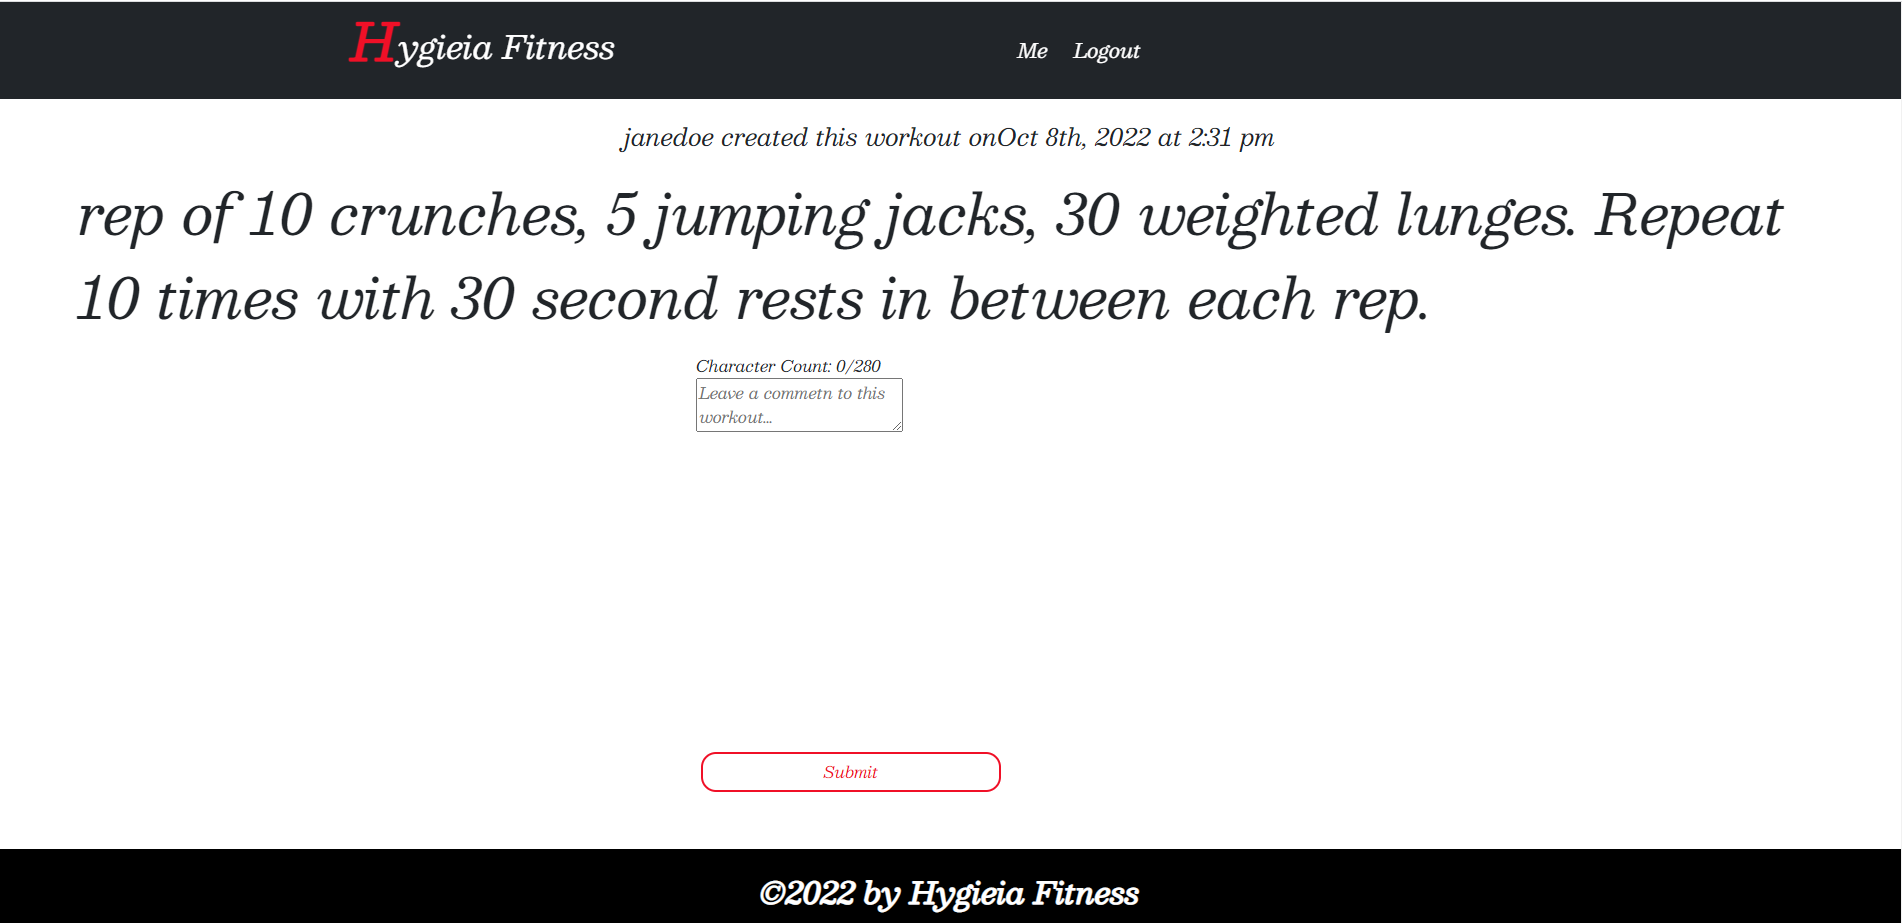 Hygieia Fitness
Me Logout
janedoe created this workout onOct 8th, 2022 at 2:31 pm
rep of 10 crunches, 5 jumping jacks, 30 weighted lunges. Repeat
10 times with 30 second rests in between each rep.
Character Count: 0/280
Leave a commetn to this
workout...
Submit
©2022 by Hygieia Fitness